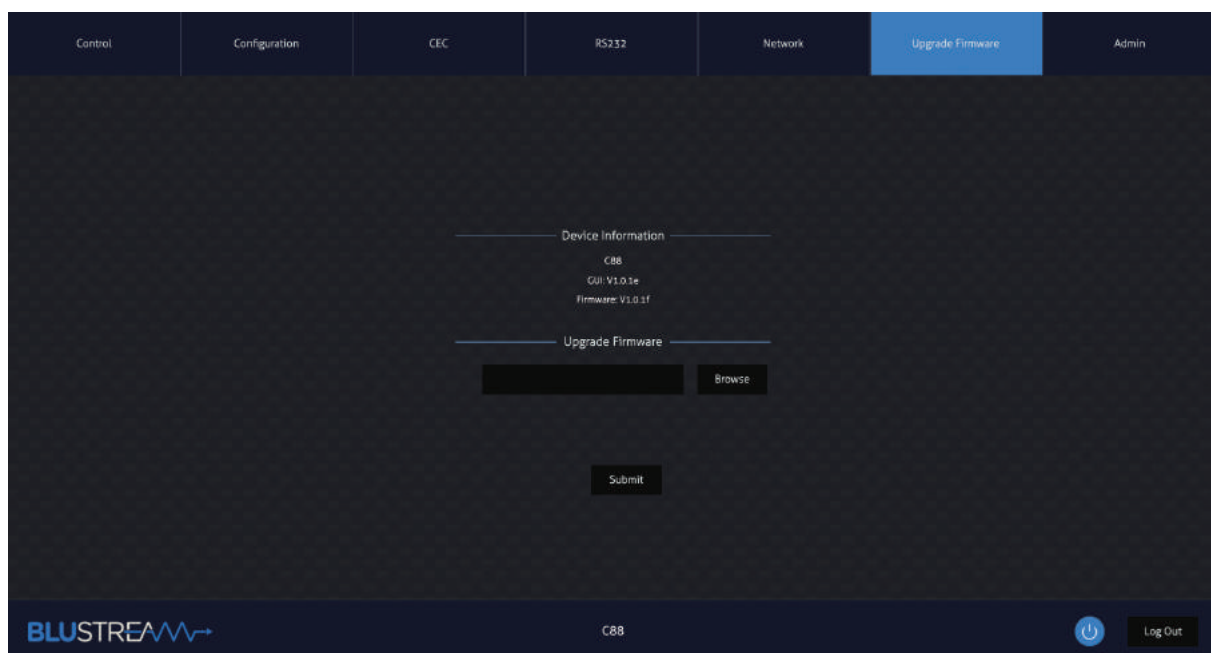 Control Configuration CEC RS232 Network Upgrade Firmware Admin
Device Information
C88
GUI: V1.0.1e
Firmware: V1.0.1f
Upgrade Firmware
Browse
Submit
BLUSTREAM C88 Log Out